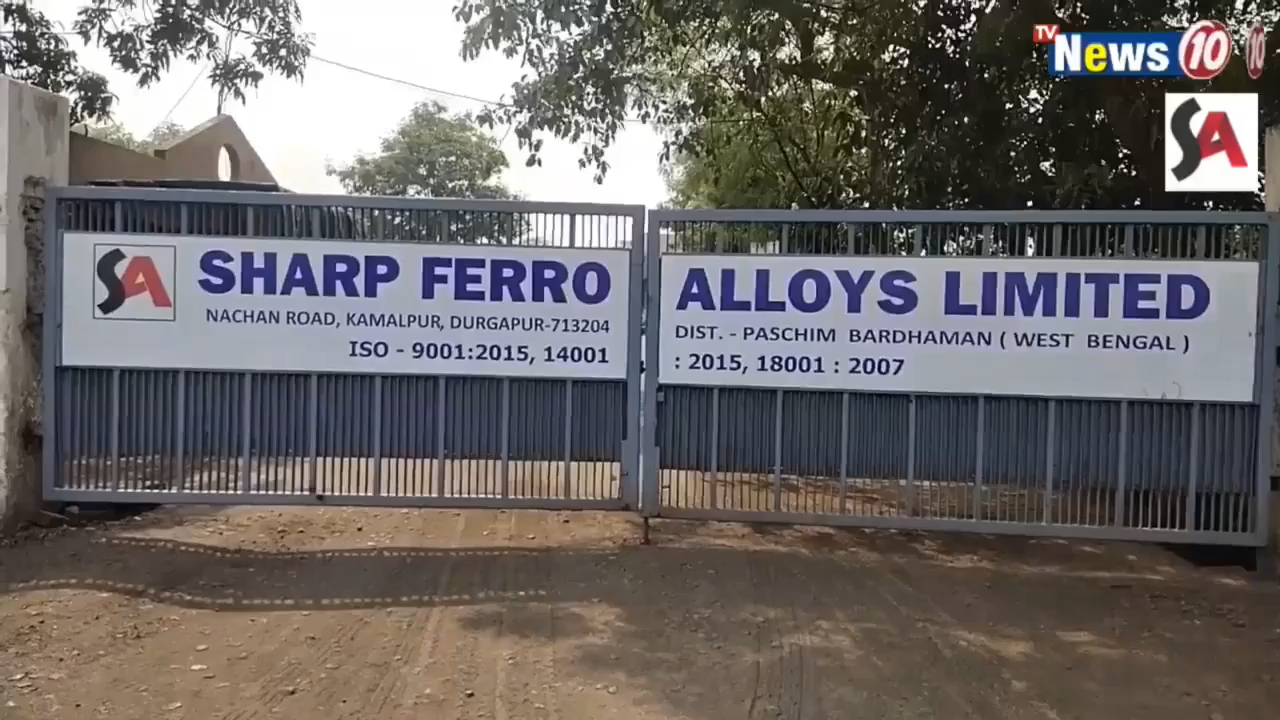 TV
News 10 10
SA
SA
SHARP FERRO ALLOYS LIMITED
NACHAN ROAD, KAMALPUR, DURGAPUR-713204 DIST. - PASCHIM BARDHAMAN ( WEST BENGAL )
ISO - 9001:2015, 14001 : 2015, 18001 : 2007